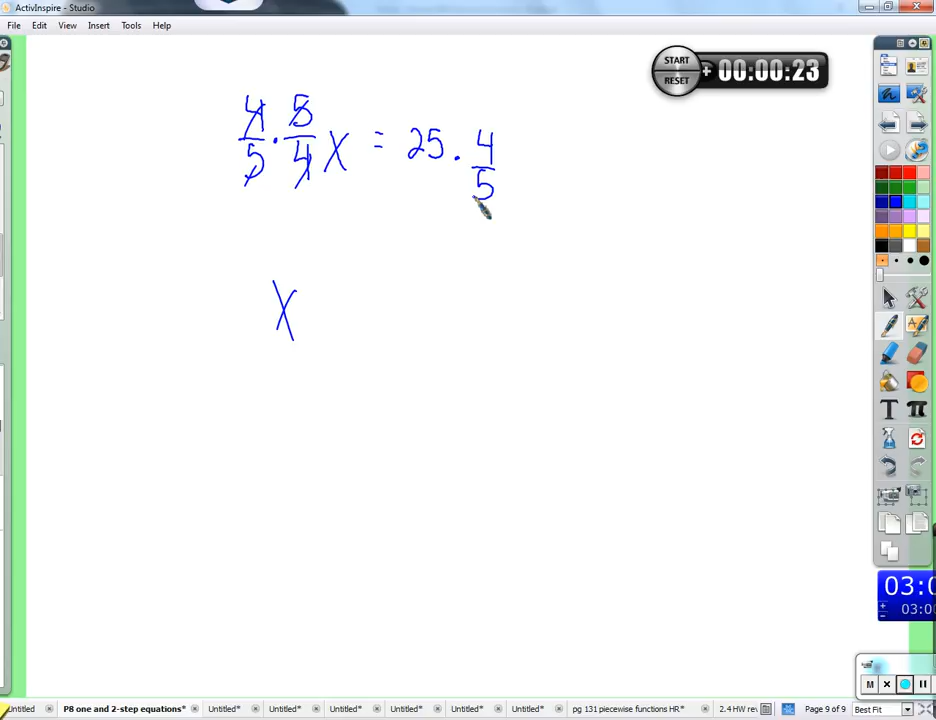 ActivInspire - Studio
File Edit View Insert Tools Help
START
RESET
+ 00:00:23
4/5 · 5/4 X = 25 · 4/5
X
T π
03:0
03:00
M
Untitled P8 one and 2-step equations* Untitled* Untitled* Untitled* Untitled* Untitled* Untitled* pg 131 piecewise functions HR* 2.4 HW rev Page 9 of 9 Best Fit